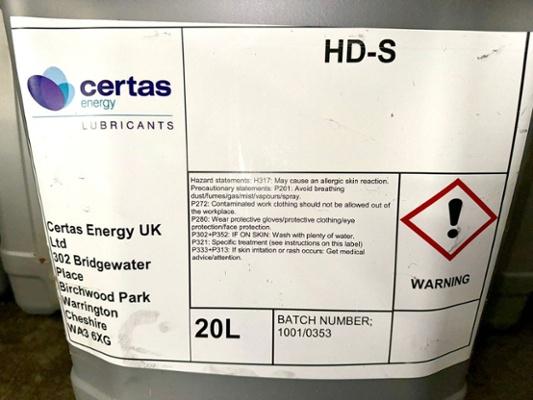 certas
energy
LUBRICANTS
HD-S
Hazard statements: H317: May cause an allergic skin reaction.
Precautionary statements: P261: Avoid breathing
dust/fumes/gas/mist/vapours/spray.
P272: Contaminated work clothing should not be allowed out of
the workplace.
P280: Wear protective gloves/protective clothing/eye
protection/face protection.
P302+P352: IF ON SKIN: Wash with plenty of water.
P321: Specific treatment (see instructions on this label)
P333+P313: If skin irritation or rash occurs: Get medical
advice/attention.
!
WARNING
Certas Energy UK
Ltd
302 Bridgewater
Place
Birchwood Park
Warrington
Cheshire
WA3 6XG
20L
BATCH NUMBER;
1001/0353